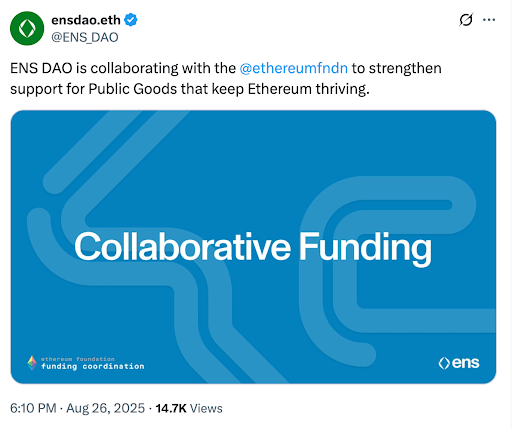 ensdao.eth
@ENS_DAO
ENS DAO is collaborating with the @ethereumfndn to strengthen
support for Public Goods that keep Ethereum thriving.
Collaborative Funding
ethereum foundation
funding coordination
ens
6:10 PM · Aug 26, 2025 · 14.7K Views